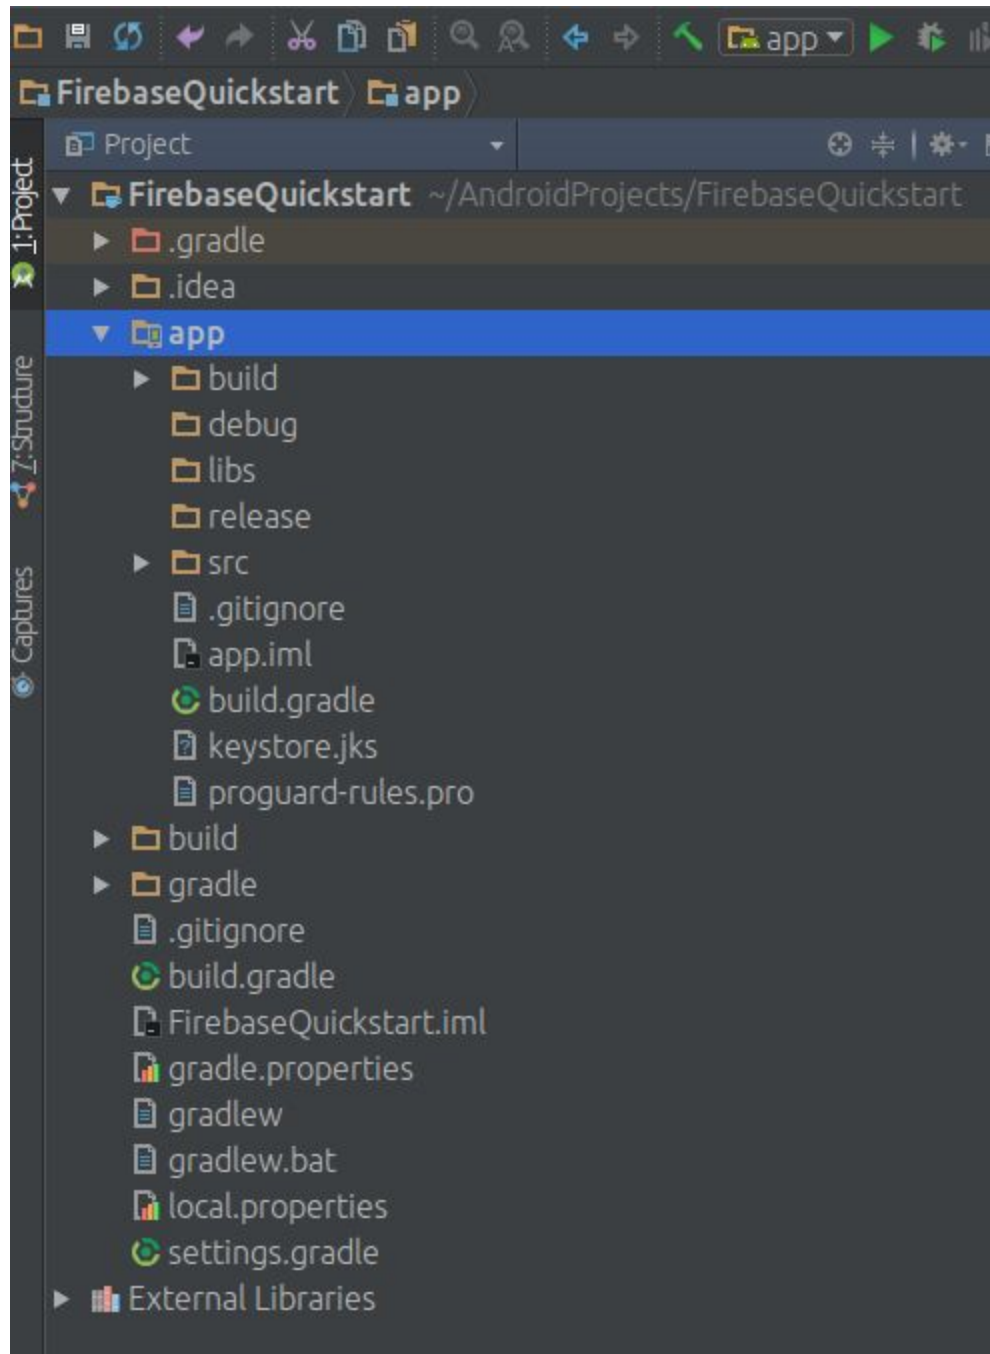 app
FirebaseQuickstart app
Project
1: Project
7: Structure
Captures
FirebaseQuickstart ~/AndroidProjects/FirebaseQuickstart
.gradle
.idea
app
build
debug
libs
release
src
.gitignore
app.iml
build.gradle
keystore.jks
proguard-rules.pro
build
gradle
.gitignore
build.gradle
FirebaseQuickstart.iml
gradle.properties
gradlew
gradlew.bat
local.properties
settings.gradle
External Libraries